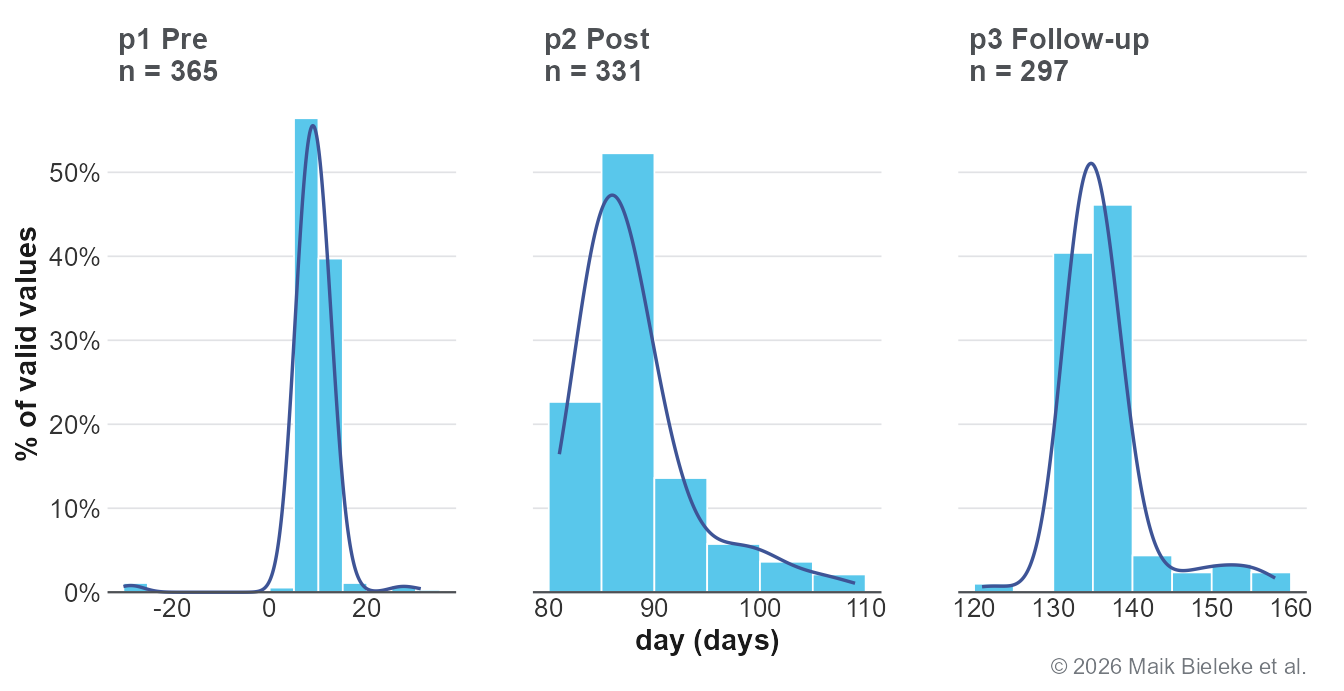 p1 Pre
n = 365
p2 Post
n = 331
p3 Follow-up
n = 297
% of valid values
50%
40%
30%
20%
10%
0%
-20 0 20
80 90 100 110
120 130 140 150 160
day (days)
© 2026 Maik Bieleke et al.